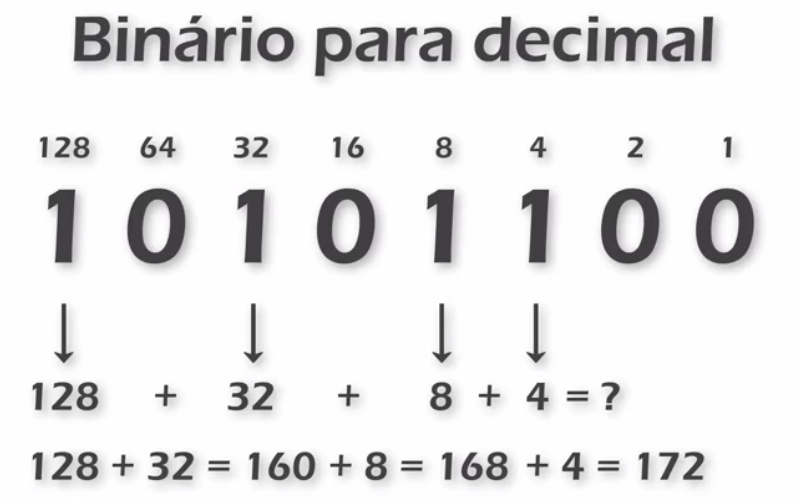 Binário para decimal
128 64 32 16 8 4 2 1
1 0 1 0 1 1 0 0
128 + 32 + 8 + 4 = ?
128 + 32 = 160 + 8 = 168 + 4 = 172